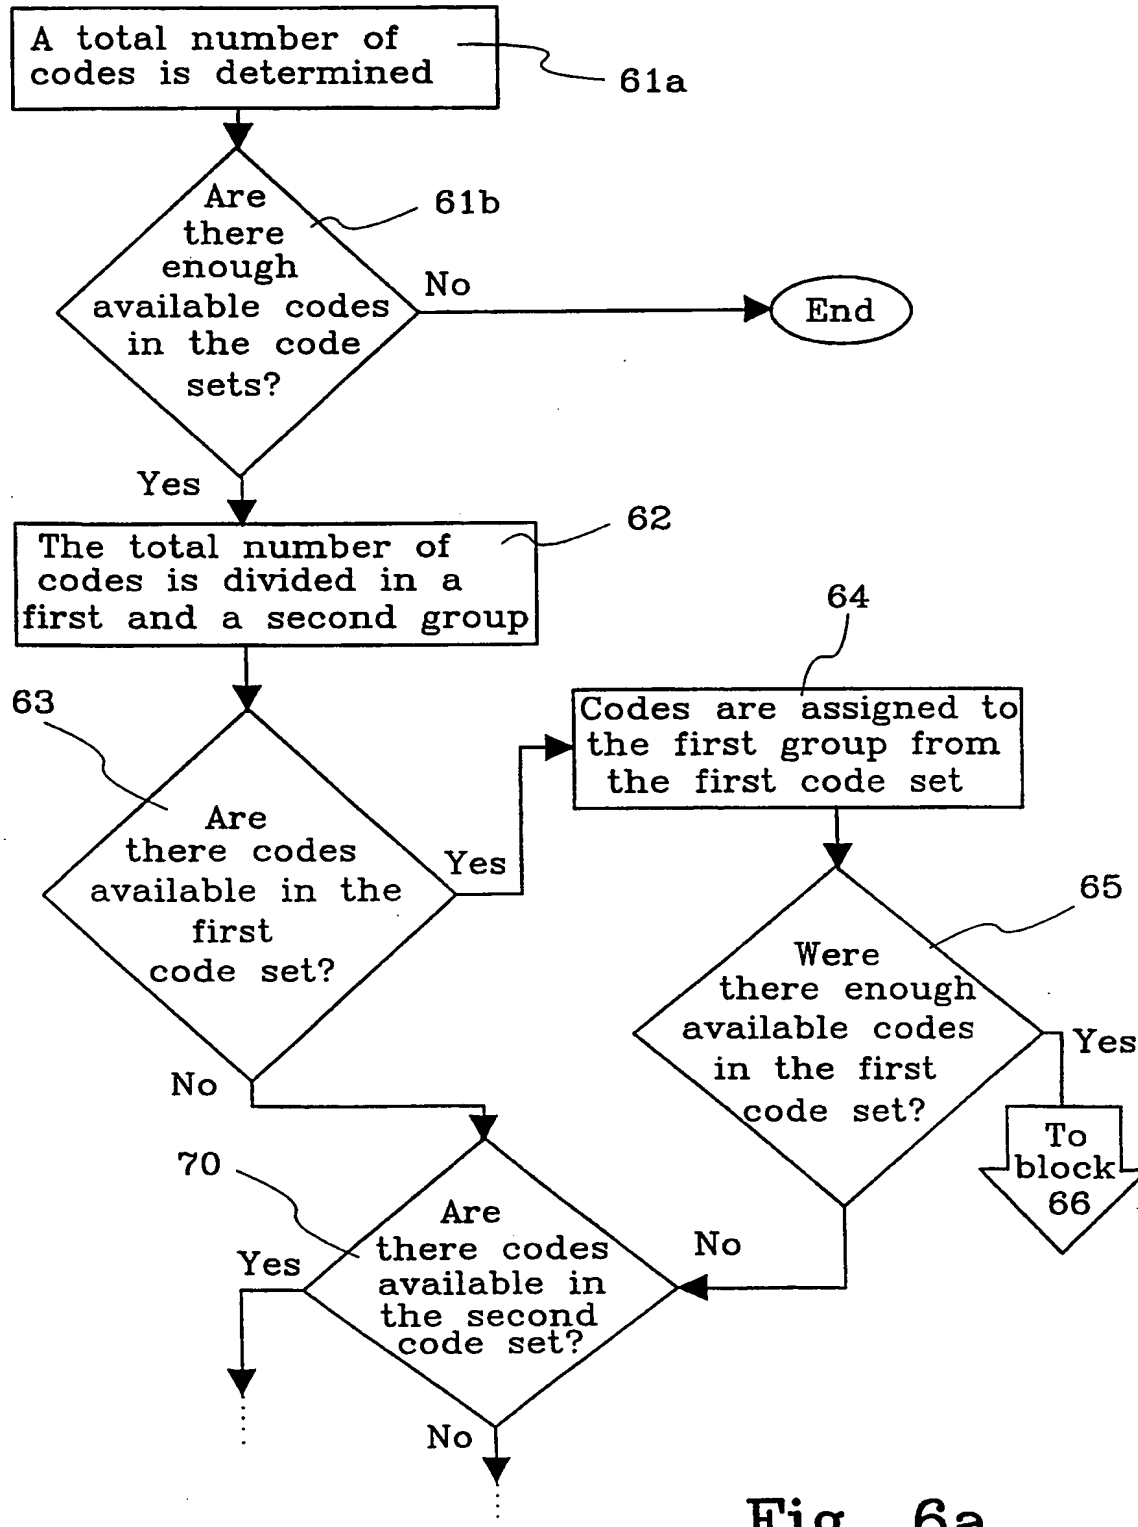 A total number of
codes is determined
61a
Are
there
enough
available codes
in the code
sets?
61b
No
End
Yes
62
The total number of
codes is divided in a
first and a second group
63
64
Codes are assigned to
the first group from
the first code set
Are
there codes
available in the
first
code set?
Yes
65
Were
there enough
available codes
in the first
code set?
Yes
To
block
66
No
70
Are
there codes
available in
the second
code set?
No
Yes
No
Fig. 6a